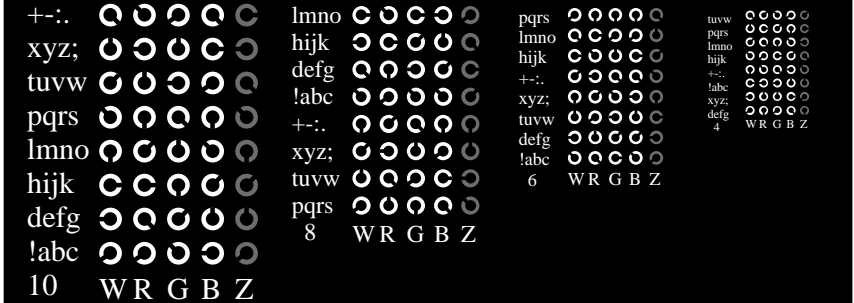 +-:.
xyz;
tuvw
pqrs
lmno
hijk
defg
!abc
10 W R G B Z
lmno
hijk
defg
!abc
+-:.
xyz;
tuvw
pqrs
8 W R G B Z
pqrs
lmno
hijk
+-:.
xyz;
tuvw
defg
!abc
6 W R G B Z
tuvw
pqrs
lmno
hijk
+-:.
!abc
xyz;
defg
4 W R G B Z